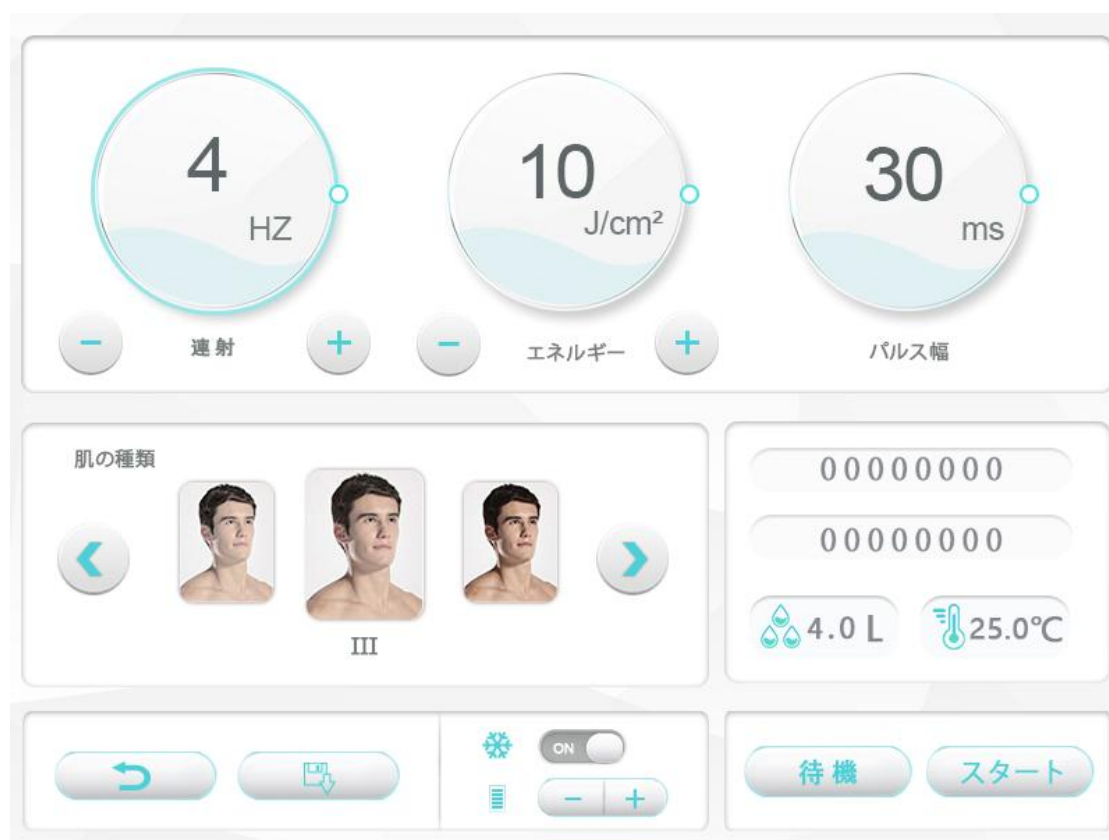 4
HZ
連射
10
J/cm²
エネルギー
30
ms
パルス幅
肌の種類
III
00000000
00000000
4.0 L
25.0℃
ON
待機
スタート